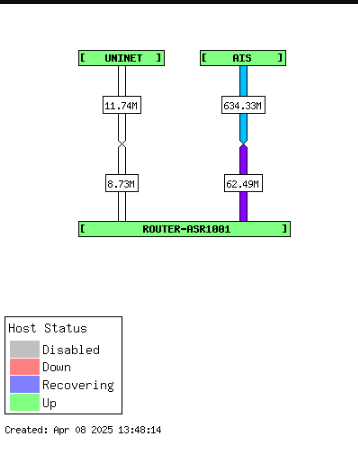 [ UNINET ]
[ AIS ]
11.74M
634.33M
8.73M
62.49M
[ ROUTER-ASR1001 ]
Host Status
Disabled
Down
Recovering
Up
Created: Apr 08 2025 13:48:14